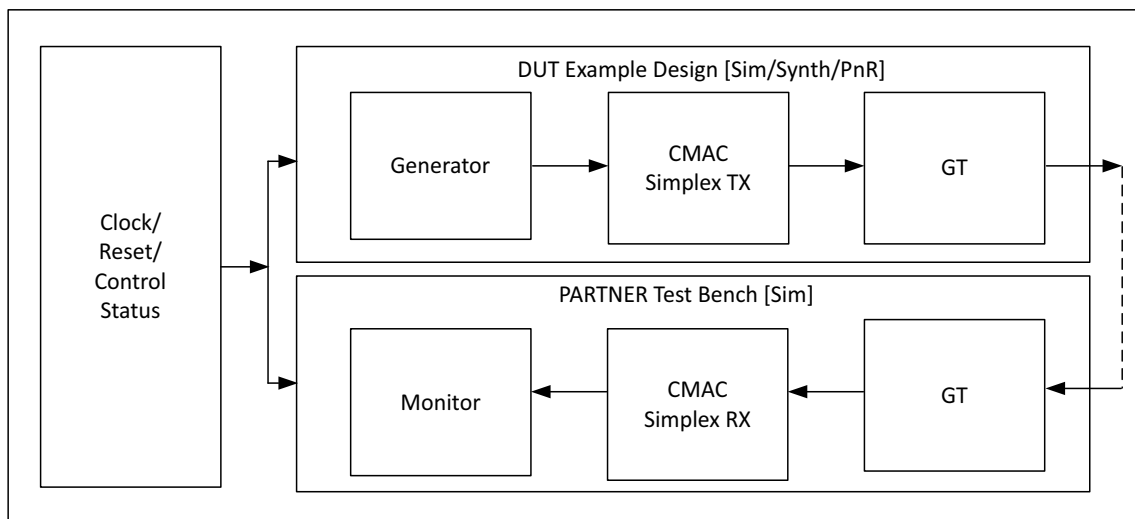 DUT Example Design [Sim/Synth/PnR]
Generator
CMAC
Simplex TX
GT
Clock/
Reset/
Control
Status
PARTNER Test Bench [Sim]
Monitor
CMAC
Simplex RX
GT